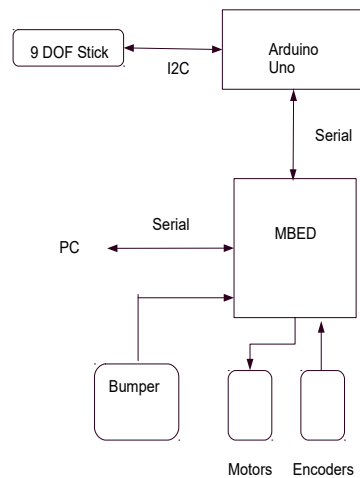 9 DOF Stick
I2C
Arduino
Uno
Serial
Serial
MBED
PC
Bumper
Motors
Encoders